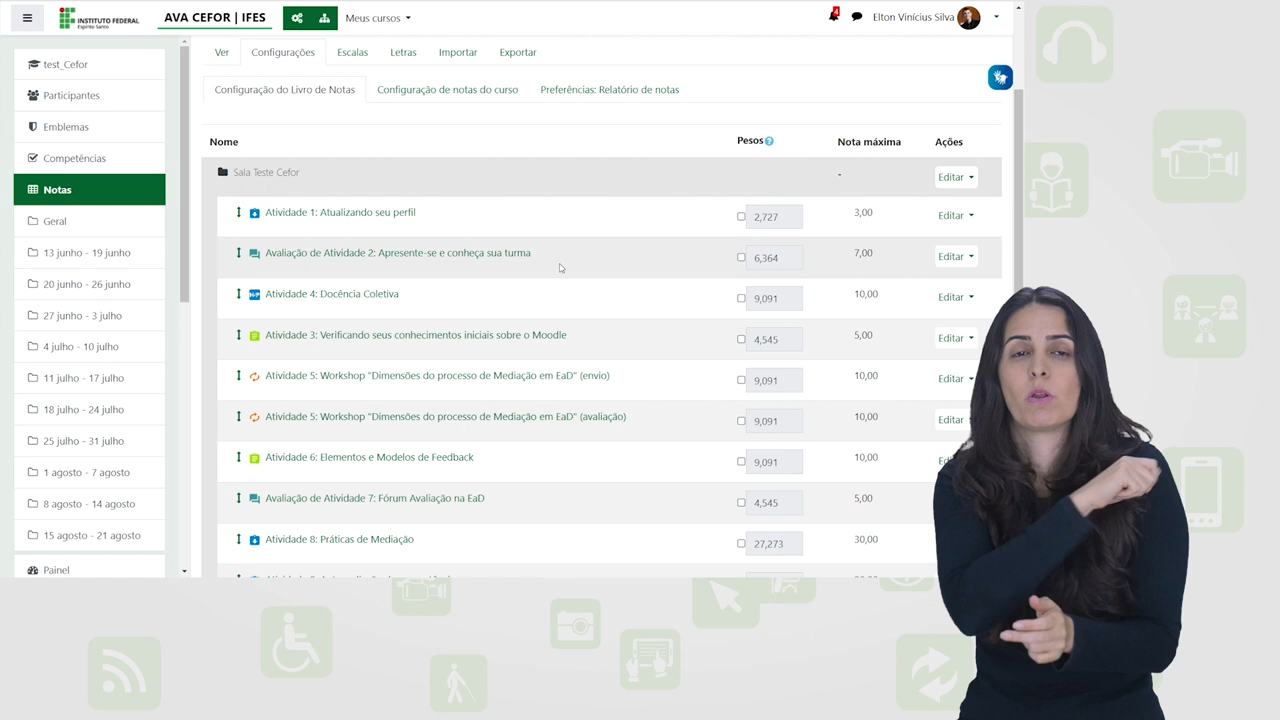 INSTITUTO FEDERAL
Espírito Santo
AVA CEFOR | IFES
Meus cursos
4
Elton Vinícius Silva
test_Cefor
Participantes
Emblemas
Competências
Notas
Geral
13 junho - 19 junho
20 junho - 26 junho
27 junho - 3 julho
4 julho - 10 julho
11 julho - 17 julho
18 julho - 24 julho
25 julho - 31 julho
1 agosto - 7 agosto
8 agosto - 14 agosto
15 agosto - 21 agosto
Painel
Ver Configurações Escalas Letras Importar Exportar
Configuração do Livro de Notas Configuração de notas do curso Preferências: Relatório de notas
Nome Pesos Nota máxima Ações
Sala Teste Cefor - Editar
Atividade 1: Atualizando seu perfil 2,727 3,00 Editar
Avaliação de Atividade 2: Apresente-se e conheça sua turma 6,364 7,00 Editar
Atividade 4: Docência Coletiva 9,091 10,00 Editar
Atividade 3: Verificando seus conhecimentos iniciais sobre o Moodle 4,545 5,00 Editar
Atividade 5: Workshop "Dimensões do processo de Mediação em EaD" (envio) 9,091 10,00 Editar
Atividade 5: Workshop "Dimensões do processo de Mediação em EaD" (avaliação) 9,091 10,00 Editar
Atividade 6: Elementos e Modelos de Feedback 9,091 10,00
Avaliação de Atividade 7: Fórum Avaliação na EaD 4,545 5,00
Atividade 8: Práticas de Mediação 27,273 30,00